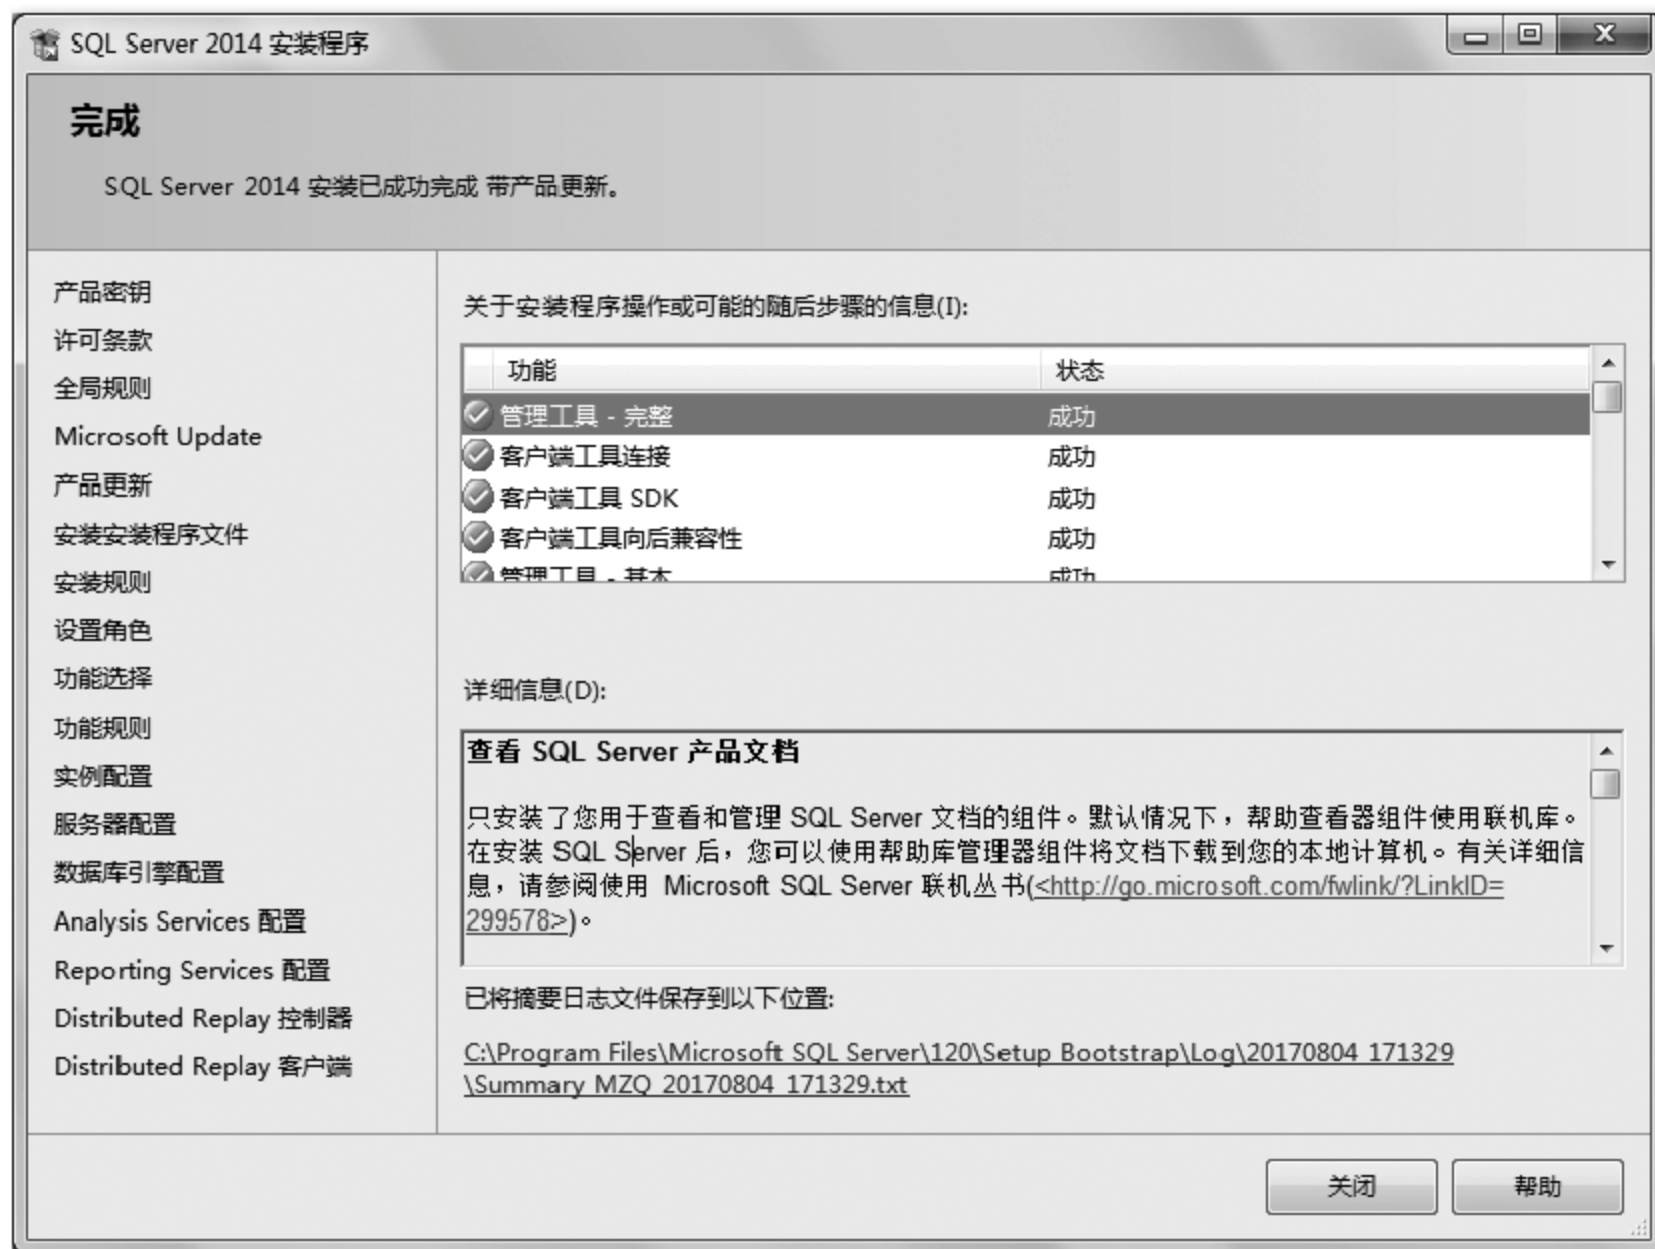 SQL Server 2014 安装程序
完成
SQL Server 2014 安装已成功完成 带产品更新。
产品密钥
许可条款
全局规则
Microsoft Update
产品更新
安装安装程序文件
安装规则
设置角色
功能选择
功能规则
实例配置
服务器配置
数据库引擎配置
Analysis Services 配置
Reporting Services 配置
Distributed Replay 控制器
Distributed Replay 客户端
关于安装程序操作或可能的随后步骤的信息(I):
功能 状态
管理工具 - 完整 成功
客户端工具连接 成功
客户端工具 SDK 成功
客户端工具向后兼容性 成功
管理工具 - 基本 成功
详细信息(D):
查看 SQL Server 产品文档
只安装了您用于查看和管理 SQL Server 文档的组件。默认情况下，帮助查看器组件使用联机库。
在安装 SQL Server 后，您可以使用帮助库管理器组件将文档下载到您的本地计算机。有关详细信
息，请参阅使用 Microsoft SQL Server 联机丛书(<http://go.microsoft.com/fwlink/?LinkID=
299578>)。
已将摘要日志文件保存到以下位置:
C:\Program Files\Microsoft SQL Server\120\Setup Bootstrap\Log\20170804_171329
\Summary_MZQ_20170804_171329.txt
关闭 帮助